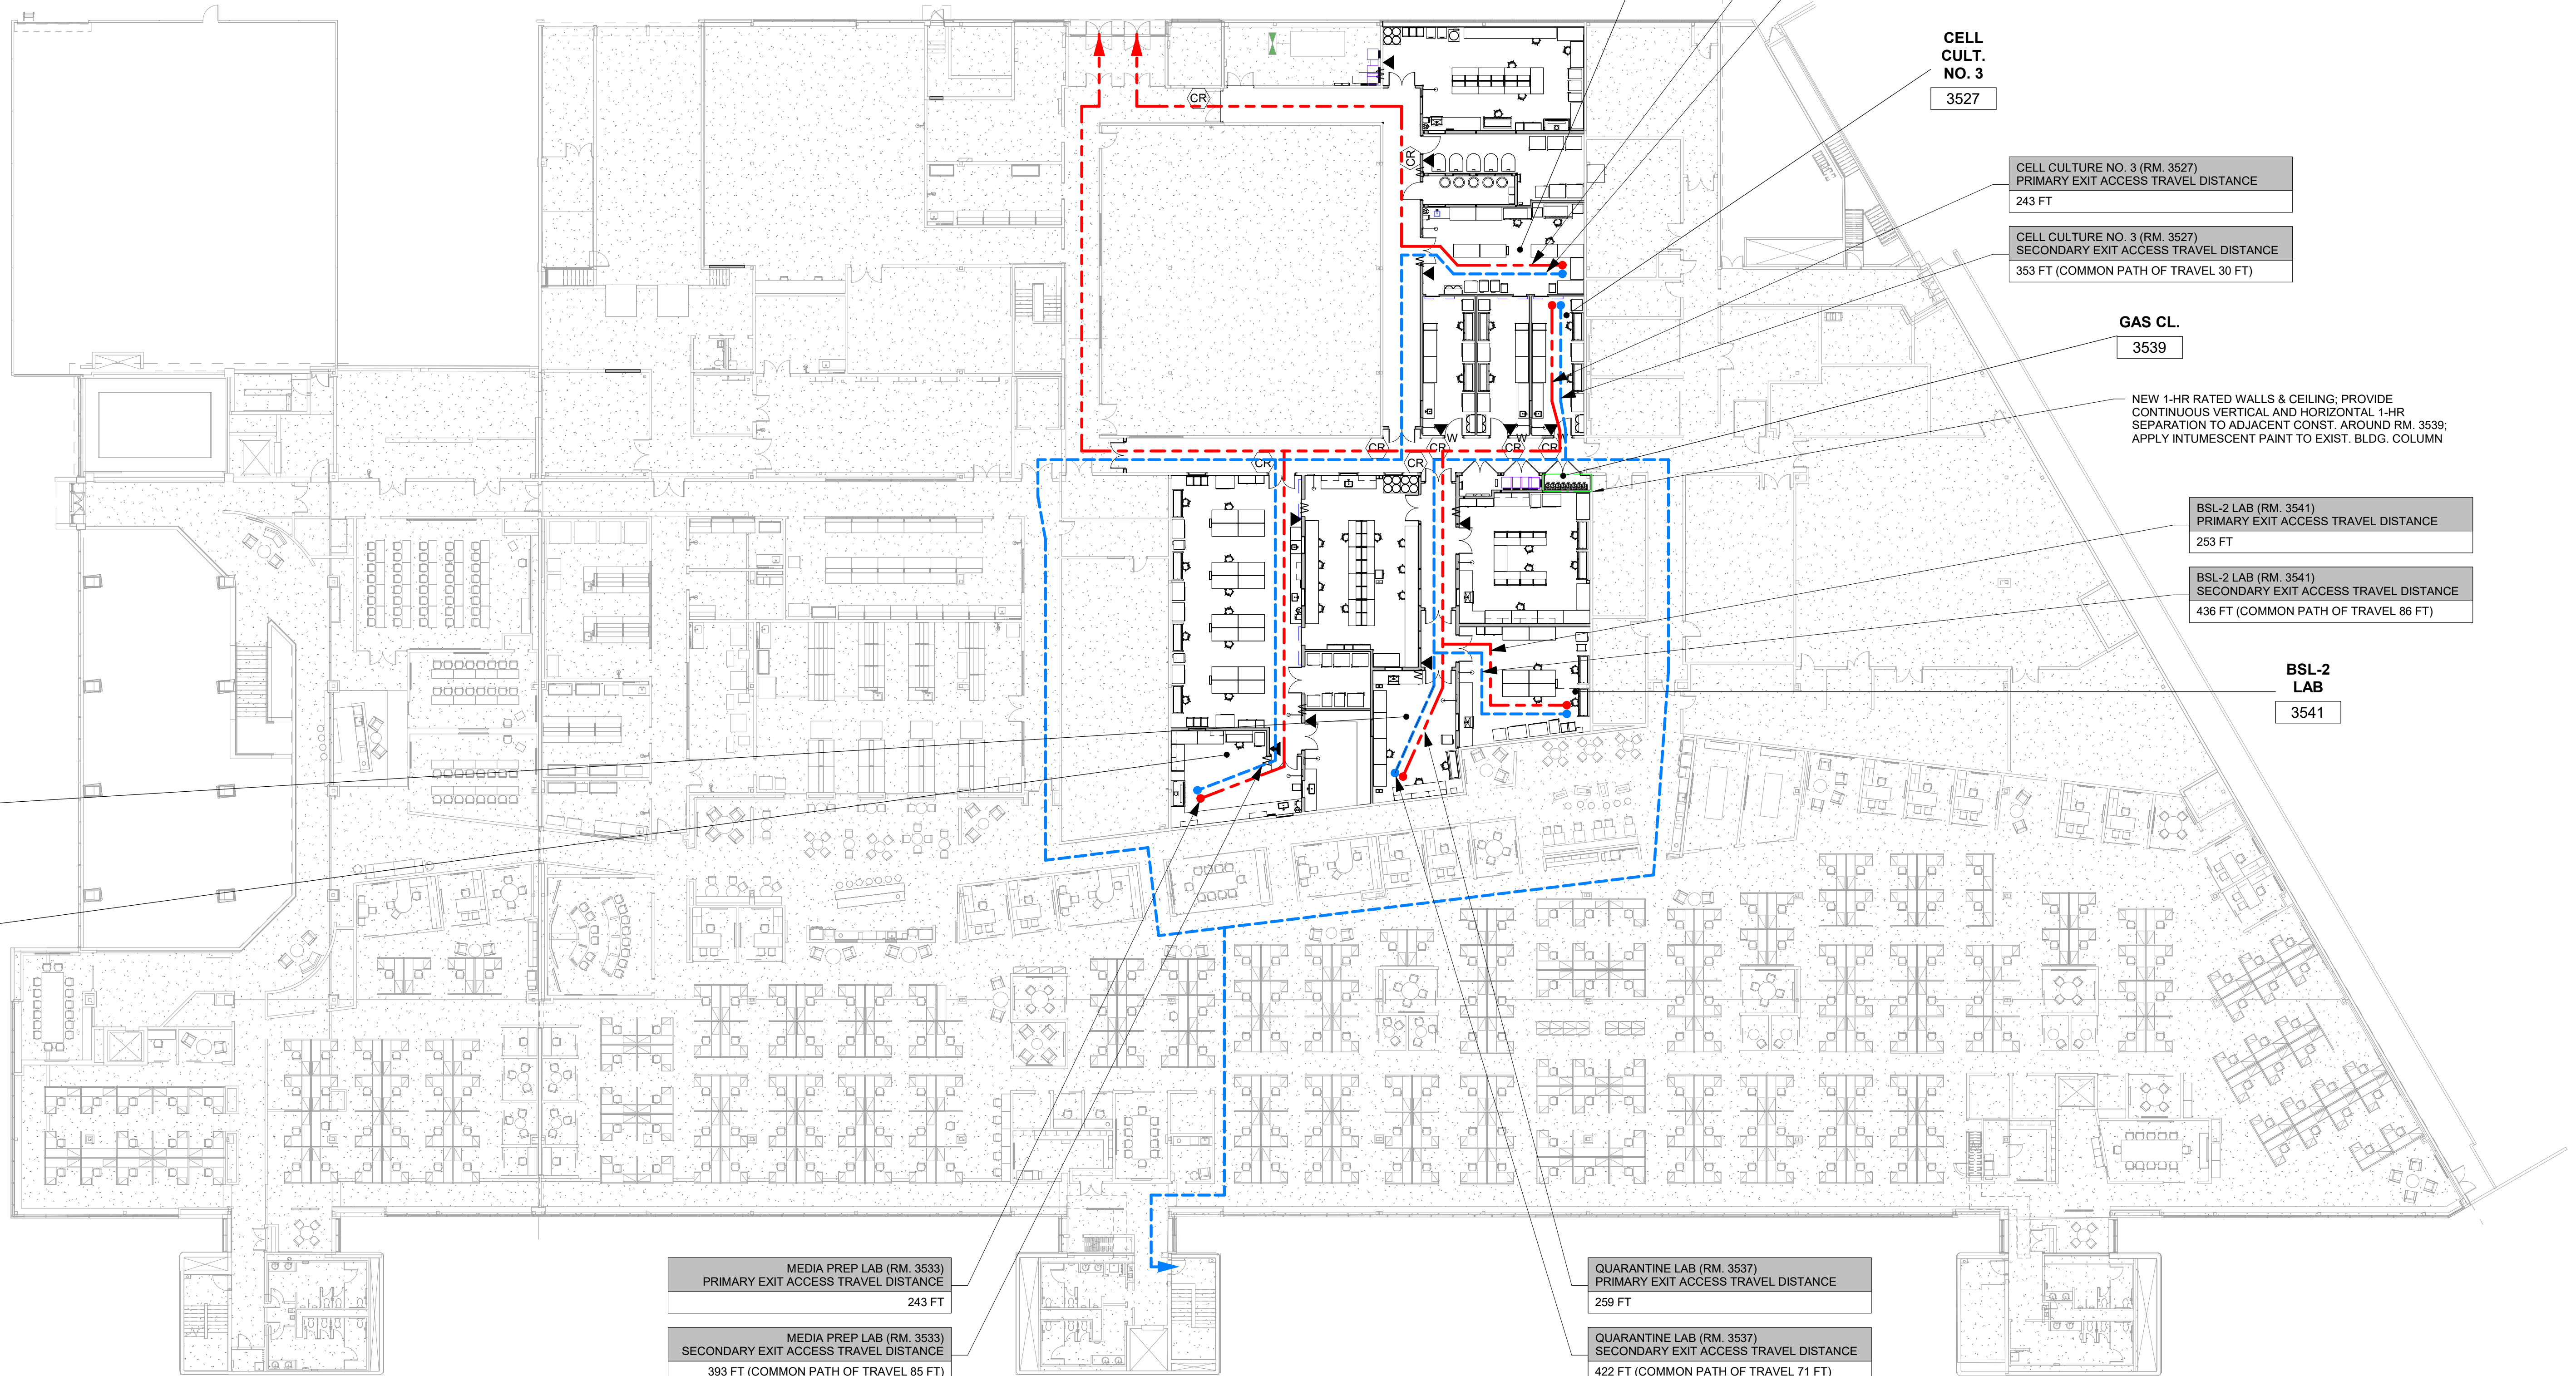 CELL
CULT.
NO. 3
3527
CELL CULTURE NO. 3 (RM. 3527)
PRIMARY EXIT ACCESS TRAVEL DISTANCE
243 FT
CELL CULTURE NO. 3 (RM. 3527)
SECONDARY EXIT ACCESS TRAVEL DISTANCE
353 FT (COMMON PATH OF TRAVEL 30 FT)
GAS CL.
3539
NEW 1-HR RATED WALLS & CEILING; PROVIDE
CONTINUOUS VERTICAL AND HORIZONTAL 1-HR
SEPARATION TO ADJACENT CONST. AROUND RM. 3539;
APPLY INTUMESCENT PAINT TO EXIST. BLDG. COLUMN
BSL-2 LAB (RM. 3541)
PRIMARY EXIT ACCESS TRAVEL DISTANCE
253 FT
BSL-2 LAB (RM. 3541)
SECONDARY EXIT ACCESS TRAVEL DISTANCE
436 FT (COMMON PATH OF TRAVEL 86 FT)
BSL-2
LAB
3541
CR
CR
CR
CR
CR
CR
CR
CR
W
W
W
MEDIA PREP LAB (RM. 3533)
PRIMARY EXIT ACCESS TRAVEL DISTANCE
243 FT
MEDIA PREP LAB (RM. 3533)
SECONDARY EXIT ACCESS TRAVEL DISTANCE
393 FT (COMMON PATH OF TRAVEL 85 FT)
QUARANTINE LAB (RM. 3537)
PRIMARY EXIT ACCESS TRAVEL DISTANCE
259 FT
QUARANTINE LAB (RM. 3537)
SECONDARY EXIT ACCESS TRAVEL DISTANCE
422 FT (COMMON PATH OF TRAVEL 71 FT)